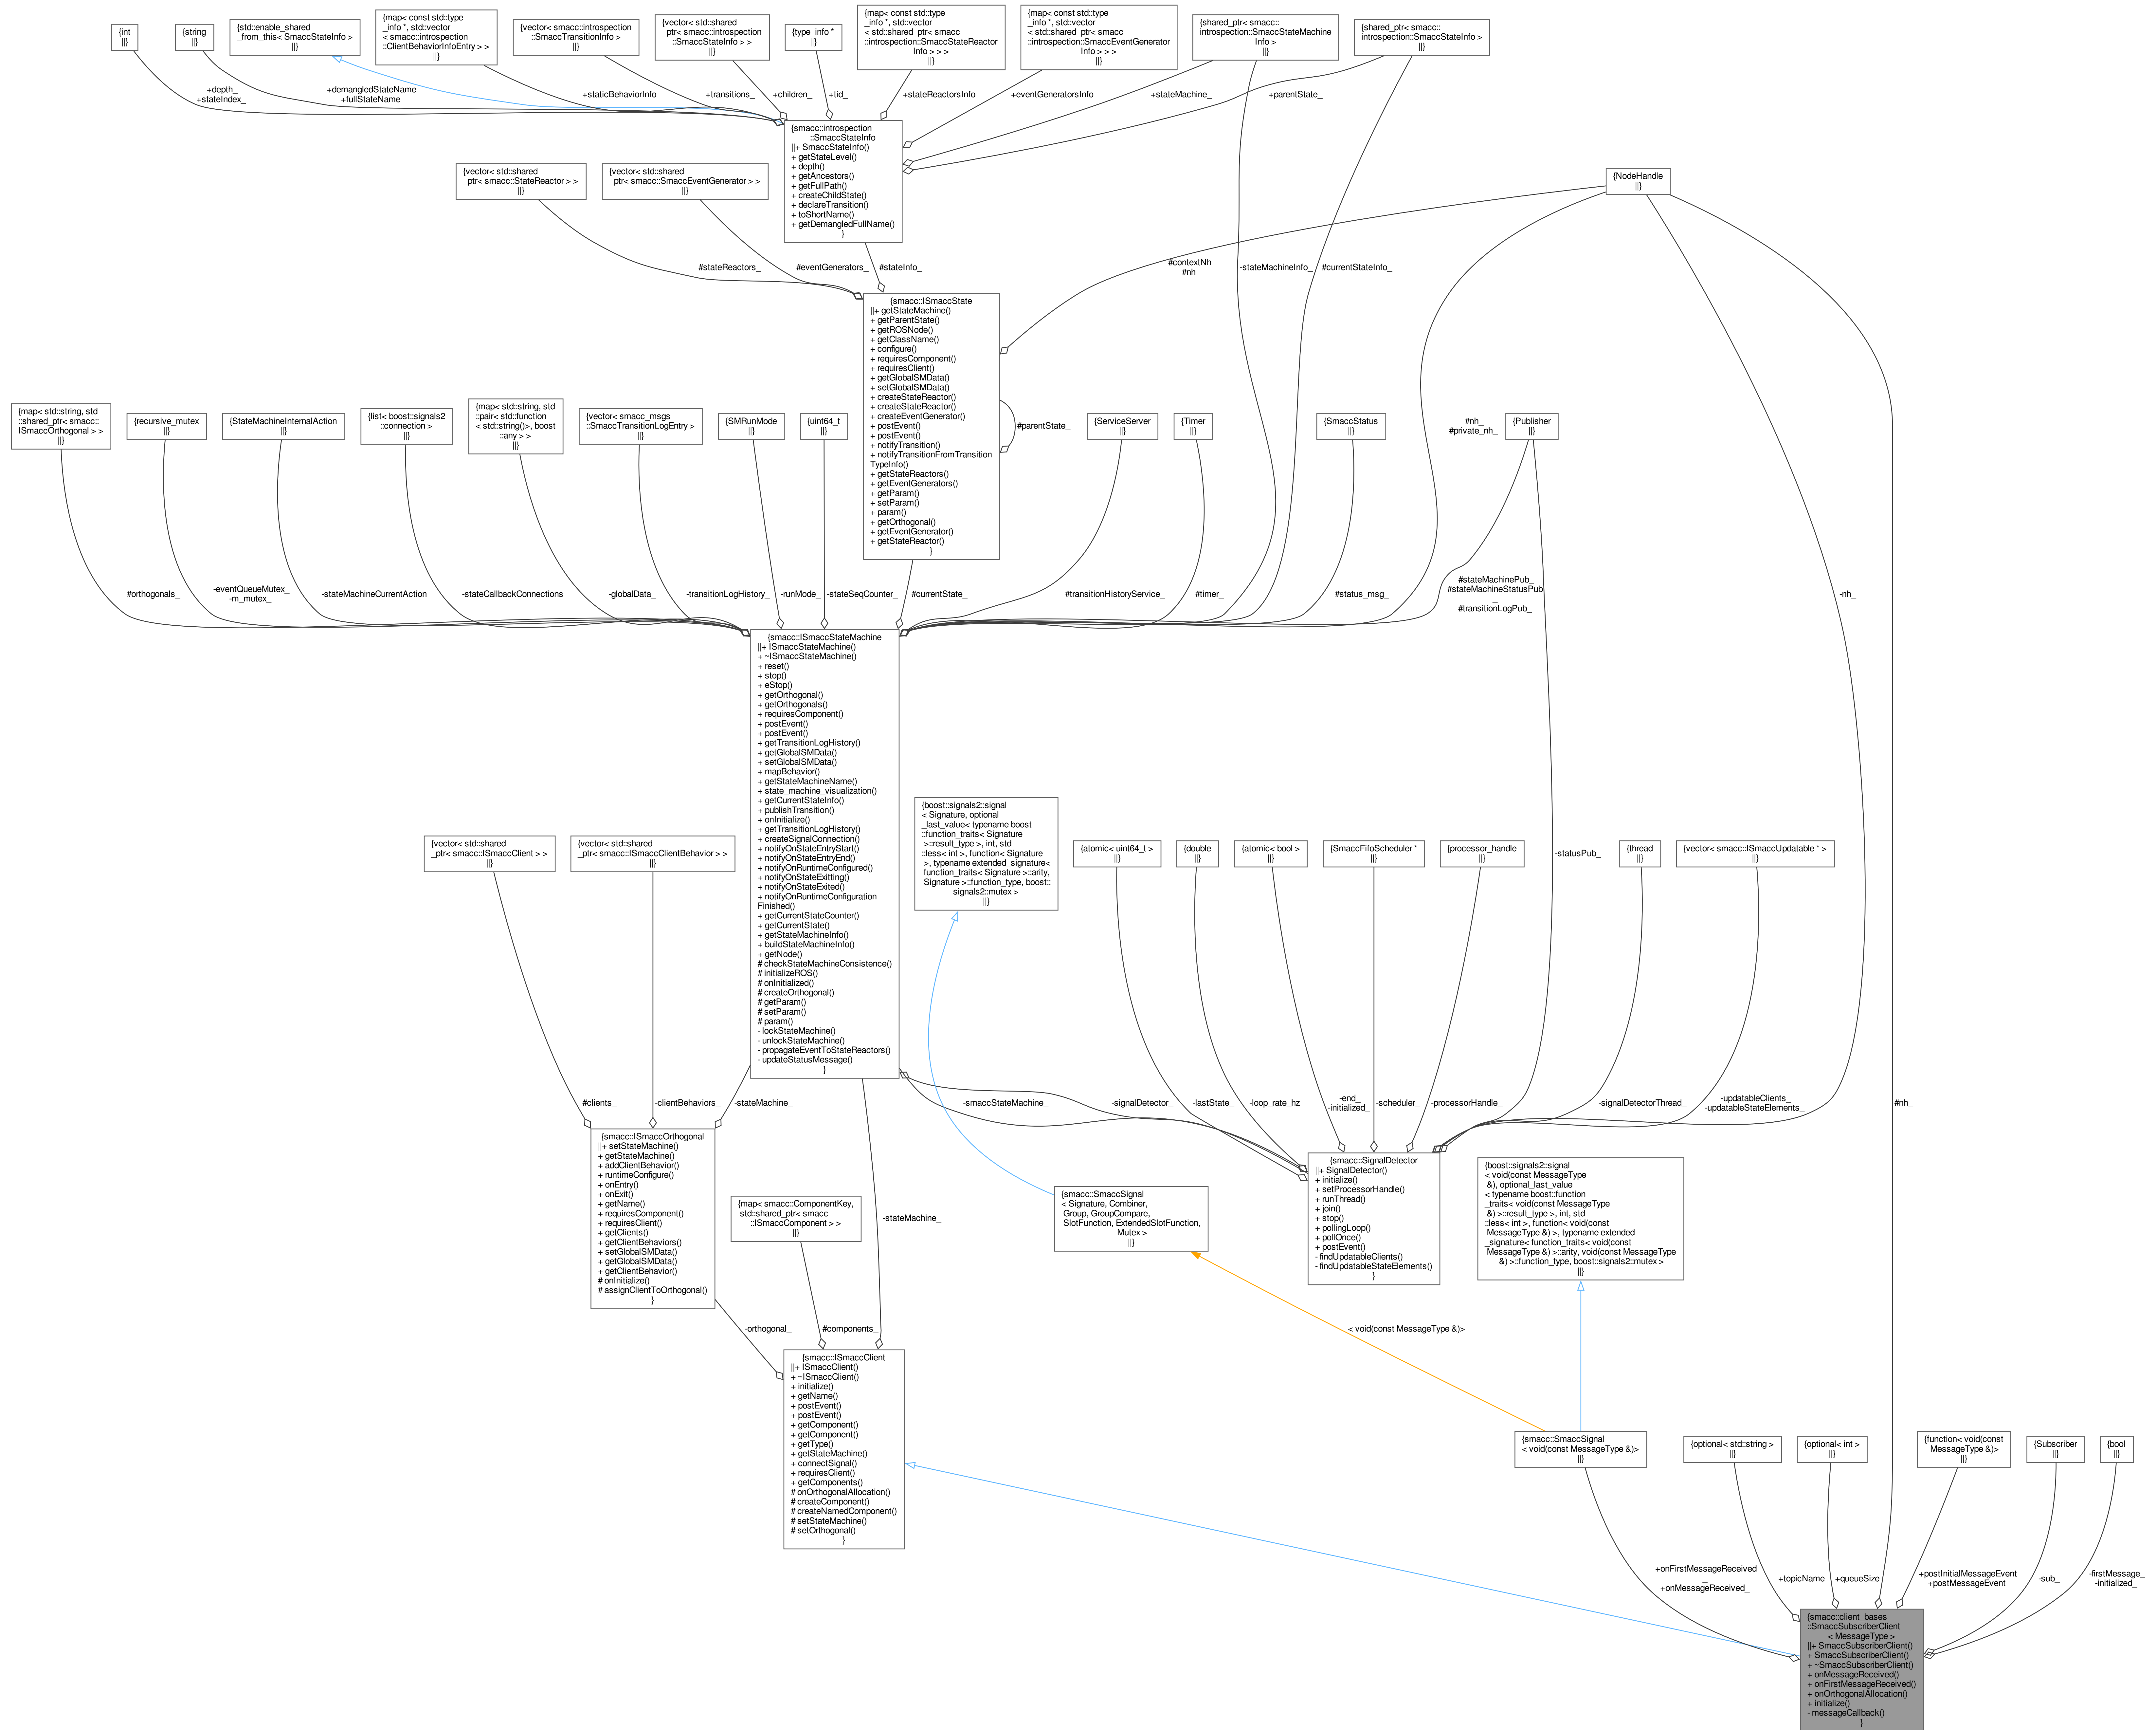 {int
||}
{string
||}
{std::enable_shared
_from_this< SmaccStateInfo >
||}
{map< const std::type
_info *, std::vector
< smacc::introspection
::ClientBehaviorInfoEntry > >
||}
{vector< smacc::introspection
::SmaccTransitionInfo >
||}
{vector< std::shared
_ptr< smacc::introspection
::SmaccStateInfo > >
||}
{type_info *
||}
{map< const std::type
_info *, std::vector
< std::shared_ptr< smacc
::introspection::SmaccStateReactor
Info > > >
||}
{map< const std::type
_info *, std::vector
< std::shared_ptr< smacc
::introspection::SmaccEventGenerator
Info > > >
||}
{shared_ptr< smacc::
introspection::SmaccStateMachine
Info >
||}
{shared_ptr< smacc::
introspection::SmaccStateInfo >
||}
+depth_
+stateIndex_
+demangledStateName
+fullStateName
+staticBehaviorInfo
+transitions_
+children_
+tid_
+stateReactorsInfo
+eventGeneratorsInfo
+stateMachine_
+parentState_
{smacc::introspection
::SmaccStateInfo
||+ SmaccStateInfo()
+ getStateLevel()
+ depth()
+ getAncestors()
+ getFullPath()
+ createChildState()
+ declareTransition()
+ toShortName()
+ getDemangledFullName()
}
{vector< std::shared
_ptr< smacc::StateReactor > >
||}
{vector< std::shared
_ptr< smacc::SmaccEventGenerator > >
||}
{NodeHandle
||}
#stateReactors_
#eventGenerators_
#stateInfo_
#contextNh
#nh
-stateMachineInfo_
#currentStateInfo_
{smacc::ISmaccState
||+ getStateMachine()
+ getParentState()
+ getROSNode()
+ getClassName()
+ configure()
+ requiresComponent()
+ requiresClient()
+ getGlobalSMData()
+ setGlobalSMData()
+ createStateReactor()
+ createStateReactor()
+ createEventGenerator()
+ postEvent()
+ postEvent()
+ notifyTransition()
+ notifyTransitionFromTransition
TypeInfo()
+ getStateReactors()
+ getEventGenerators()
+ getParam()
+ setParam()
+ param()
+ getOrthogonal()
+ getEventGenerator()
+ getStateReactor()
}
#parentState_
{map< std::string, std
::shared_ptr< smacc::
ISmaccOrthogonal > >
||}
{recursive_mutex
||}
{StateMachineInternalAction
||}
{list< boost::signals2
::connection >
||}
{map< std::string, std
::pair< std::function
< std::string()>, boost
::any > >
||}
{vector< smacc_msgs
::SmaccTransitionLogEntry >
||}
{SMRunMode
||}
{uint64_t
||}
{ServiceServer
||}
{Timer
||}
{SmaccStatus
||}
#nh_
#private_nh_
{Publisher
||}
#orthogonals_
-eventQueueMutex_
-m_mutex_
-stateMachineCurrentAction
-stateCallbackConnections
-globalData_
-transitionLogHistory_
-runMode_
-stateSeqCounter_
#currentState_
#transitionHistoryService_
#timer_
#status_msg_
#stateMachinePub_
#stateMachineStatusPub
_
#transitionLogPub_
-nh_
{smacc::ISmaccStateMachine
||+ ISmaccStateMachine()
+ ~ISmaccStateMachine()
+ reset()
+ stop()
+ eStop()
+ getOrthogonal()
+ getOrthogonals()
+ requiresComponent()
+ postEvent()
+ postEvent()
+ getTransitionLogHistory()
+ getGlobalSMData()
+ setGlobalSMData()
+ mapBehavior()
+ getStateMachineName()
+ state_machine_visualization()
+ getCurrentStateInfo()
+ publishTransition()
+ onInitialize()
+ getTransitionLogHistory()
+ createSignalConnection()
+ notifyOnStateEntryStart()
+ notifyOnStateEntryEnd()
+ notifyOnRuntimeConfigured()
+ notifyOnStateExitting()
+ notifyOnStateExited()
+ notifyOnRuntimeConfiguration
Finished()
+ getCurrentStateCounter()
+ getCurrentState()
+ getStateMachineInfo()
+ buildStateMachineInfo()
+ getNode()
# checkStateMachineConsistence()
# initializeROS()
# onInitialized()
# createOrthogonal()
# getParam()
# setParam()
# param()
- lockStateMachine()
- unlockStateMachine()
- propagateEventToStateReactors()
- updateStatusMessage()
}
{vector< std::shared
_ptr< smacc::ISmaccClient > >
||}
{vector< std::shared
_ptr< smacc::ISmaccClientBehavior > >
||}
{boost::signals2::signal
< Signature, optional
_last_value< typename boost
::function_traits< Signature
>::result_type >, int, std
::less< int >, function< Signature
>, typename extended_signature<
function_traits< Signature >::arity,
Signature >::function_type, boost::
signals2::mutex >
||}
{atomic< uint64_t >
||}
{double
||}
{atomic< bool >
||}
{SmaccFifoScheduler *
||}
{processor_handle
||}
-statusPub_
{thread
||}
{vector< smacc::ISmaccUpdatable * >
||}
#clients_
-clientBehaviors_
-stateMachine_
-smaccStateMachine_
-signalDetector_
-lastState_
-loop_rate_hz
-end_
-initialized_
-scheduler_
-processorHandle_
-signalDetectorThread_
-updatableClients_
-updatableStateElements_
#nh_
{smacc::ISmaccOrthogonal
||+ setStateMachine()
+ getStateMachine()
+ addClientBehavior()
+ runtimeConfigure()
+ onEntry()
+ onExit()
+ getName()
+ requiresComponent()
+ requiresClient()
+ getClients()
+ getClientBehaviors()
+ setGlobalSMData()
+ getGlobalSMData()
+ getClientBehavior()
# onInitialize()
# assignClientToOrthogonal()
}
{map< smacc::ComponentKey,
std::shared_ptr< smacc
::ISmaccComponent > >
||}
-stateMachine_
{smacc::SmaccSignal
< Signature, Combiner,
Group, GroupCompare,
SlotFunction, ExtendedSlotFunction,
Mutex >
||}
{smacc::SignalDetector
||+ SignalDetector()
+ initialize()
+ setProcessorHandle()
+ runThread()
+ join()
+ stop()
+ pollingLoop()
+ pollOnce()
+ postEvent()
- findUpdatableClients()
- findUpdatableStateElements()
}
{boost::signals2::signal
< void(const MessageType
&), optional_last_value
< typename boost::function
_traits< void(const MessageType
&) >::result_type >, int, std
::less< int >, function< void(const
MessageType &) >, typename extended
_signature< function_traits< void(const
MessageType &) >::arity, void(const MessageType
&) >::function_type, boost::signals2::mutex >
||}
-orthogonal_
#components_
< void(const MessageType &)>
{smacc::ISmaccClient
||+ ISmaccClient()
+ ~ISmaccClient()
+ initialize()
+ getName()
+ postEvent()
+ postEvent()
+ getComponent()
+ getComponent()
+ getType()
+ getStateMachine()
+ connectSignal()
+ requiresClient()
+ getComponents()
# onOrthogonalAllocation()
# createComponent()
# createNamedComponent()
# setStateMachine()
# setOrthogonal()
}
{smacc::SmaccSignal
< void(const MessageType &)>
||}
{optional< std::string >
||}
{optional< int >
||}
{function< void(const
MessageType &)>
||}
{Subscriber
||}
{bool
||}
+onFirstMessageReceived
_
+onMessageReceived_
+topicName
+queueSize
+postInitialMessageEvent
+postMessageEvent
-sub_
-firstMessage_
-initialized_
{smacc::client_bases
::SmaccSubscriberClient
< MessageType >
||+ SmaccSubscriberClient()
+ SmaccSubscriberClient()
+ ~SmaccSubscriberClient()
+ onMessageReceived()
+ onFirstMessageReceived()
+ onOrthogonalAllocation()
+ initialize()
- messageCallback()
}